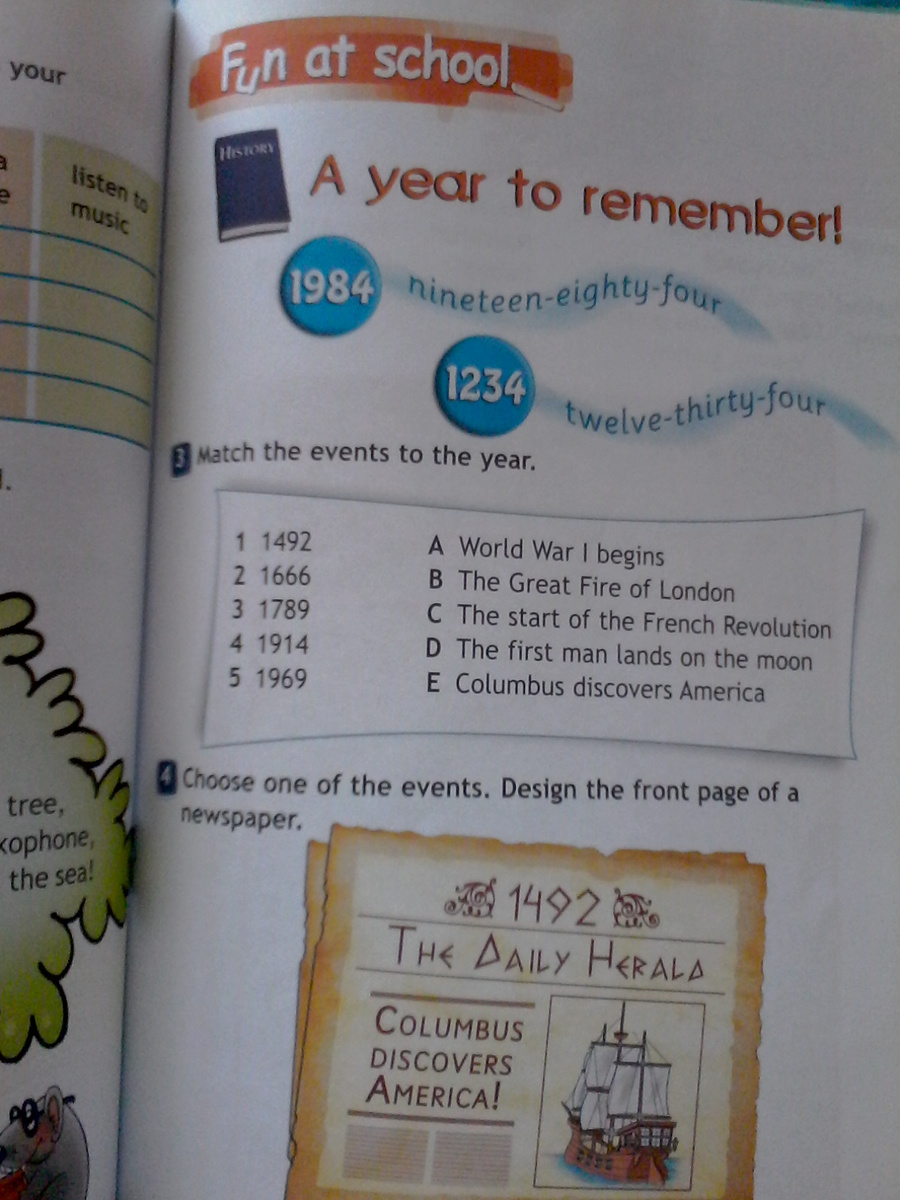 your
a
e
listen to
music
.
tree,
xophone,
the sea!
Fun at school
HISTORY
A year to remember!
1984 nineteen-eighty-four
1234 twelve-thirty-four
3 Match the events to the year.
1 1492 A World War I begins
2 1666 B The Great Fire of London
3 1789 C The start of the French Revolution
4 1914 D The first man lands on the moon
5 1969 E Columbus discovers America
4 Choose one of the events. Design the front page of a
newspaper.
1492
THE DAILY HERALD
COLUMBUS
DISCOVERS
AMERICA!